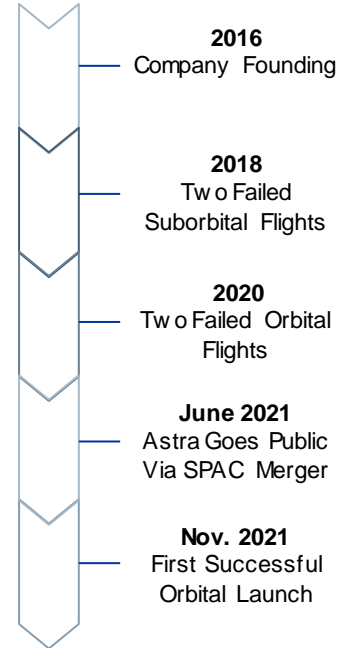 2016
Company Founding
2018
Two Failed
Suborbital Flights
2020
Two Failed Orbital
Flights
June 2021
Astra Goes Public
Via SPAC Merger
Nov. 2021
First Successful
Orbital Launch